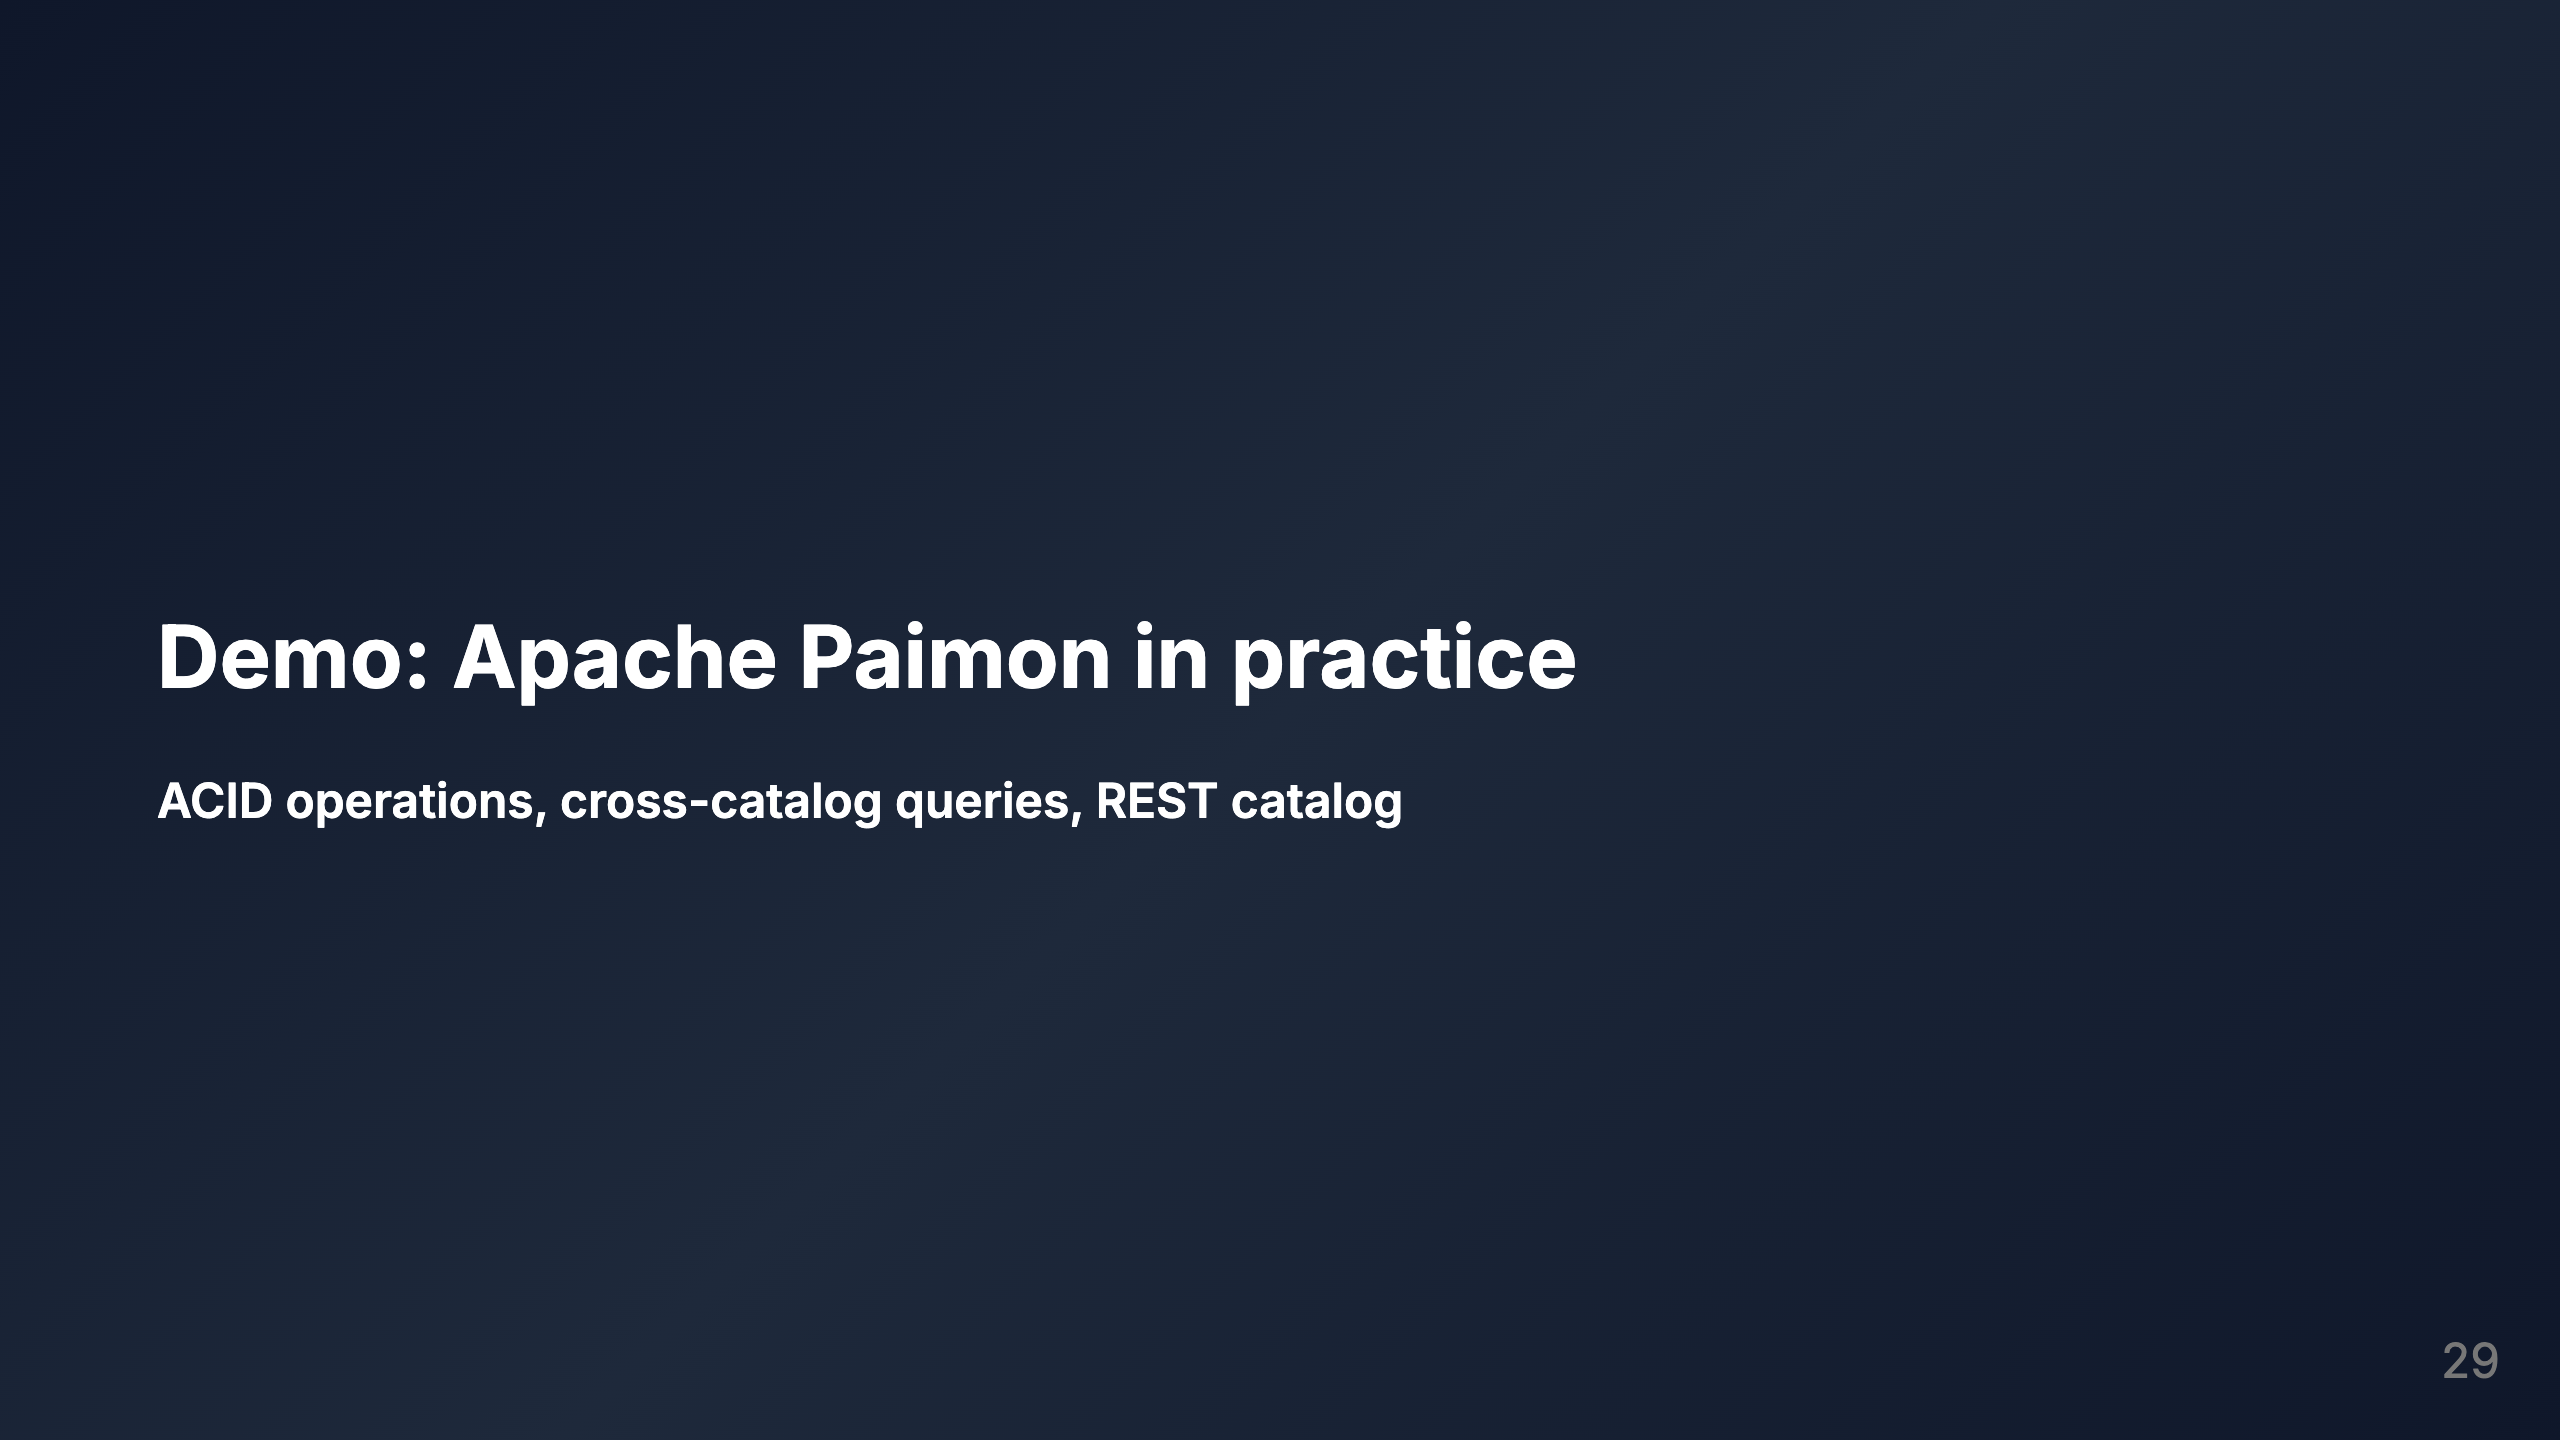 Demo: Apache Paimon in practice
ACID operations, cross-catalog queries, REST catalog
29